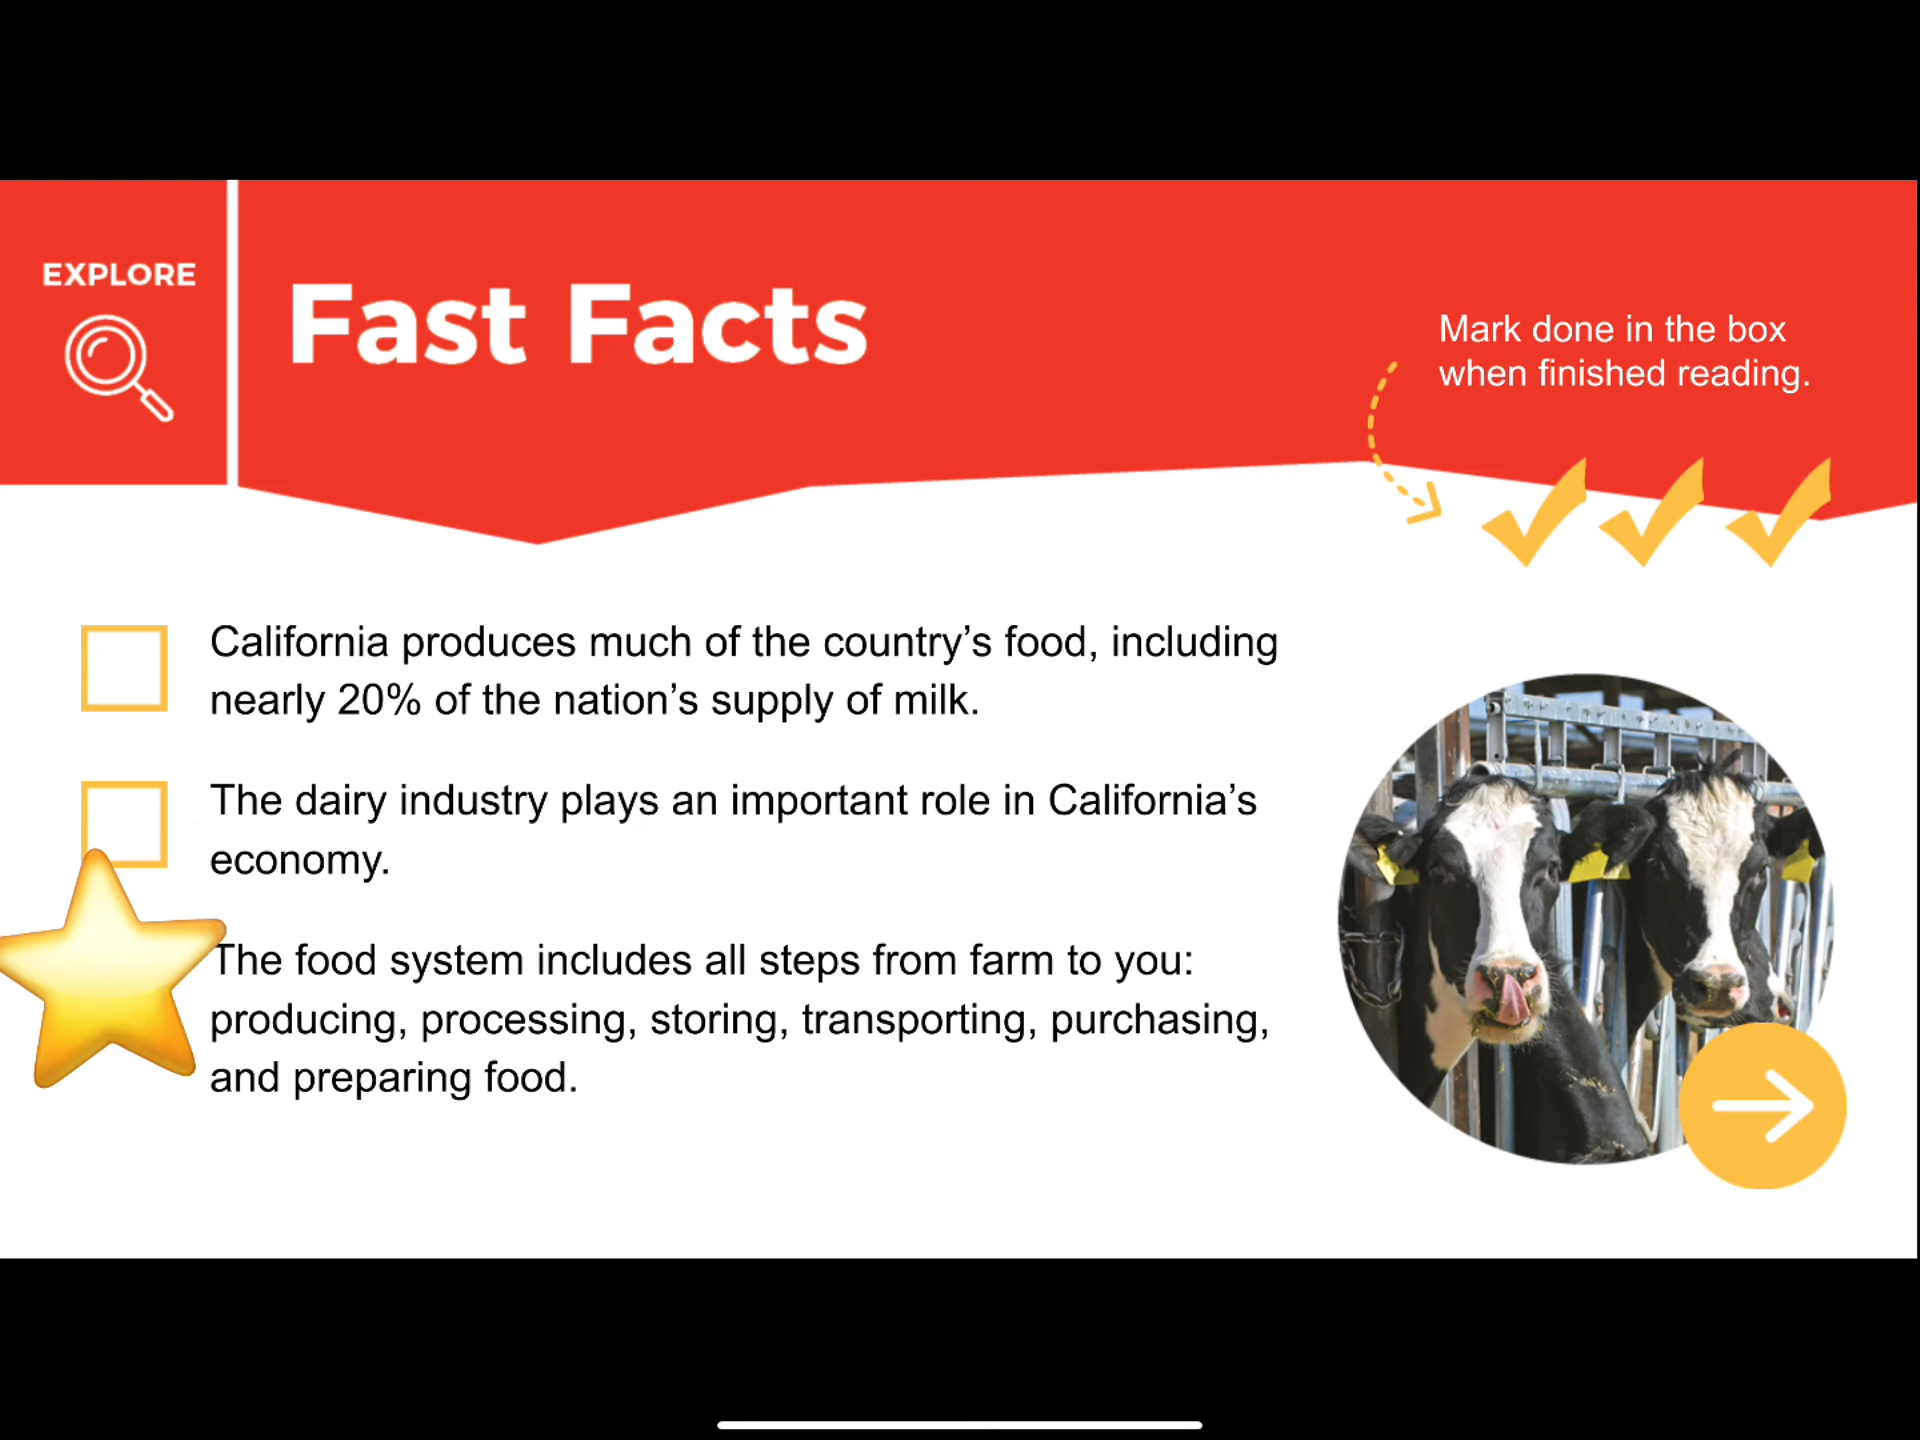 EXPLORE
Fast Facts
Mark done in the box
when finished reading.
California produces much of the country’s food, including
nearly 20% of the nation’s supply of milk.
The dairy industry plays an important role in California’s
economy.
The food system includes all steps from farm to you:
producing, processing, storing, transporting, purchasing,
and preparing food.